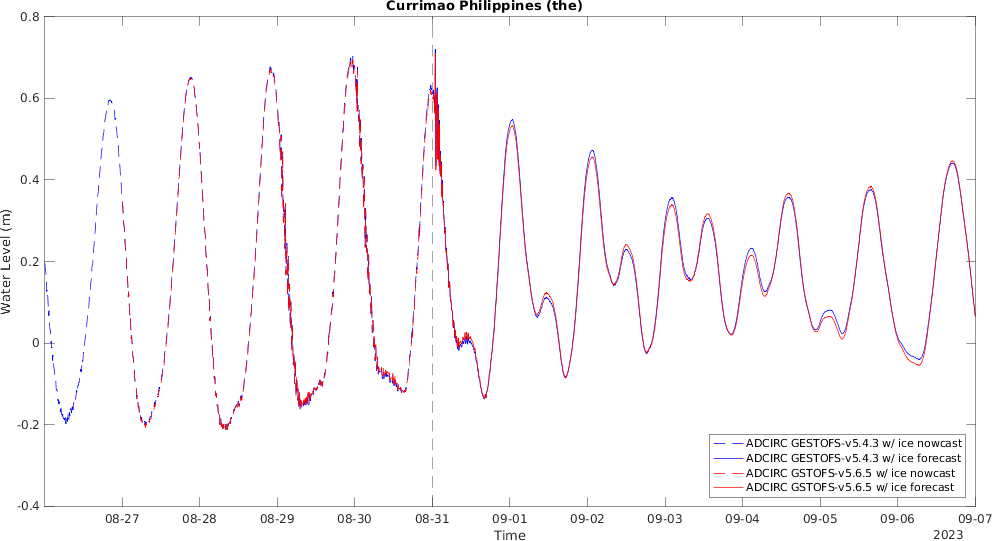 Currimao Philippines (the)
0.8
0.6
0.4
0.2
0
-0.2
-0.4
Water Level (m)
08-27 08-28 08-29 08-30 08-31 09-01 09-02 09-03 09-04 09-05 09-06 09-07
Time
2023
ADCIRC GESTOFS-v5.4.3 w/ ice nowcast
ADCIRC GESTOFS-v5.4.3 w/ ice forecast
ADCIRC GSTOFS-v5.6.5 w/ ice nowcast
ADCIRC GSTOFS-v5.6.5 w/ ice forecast